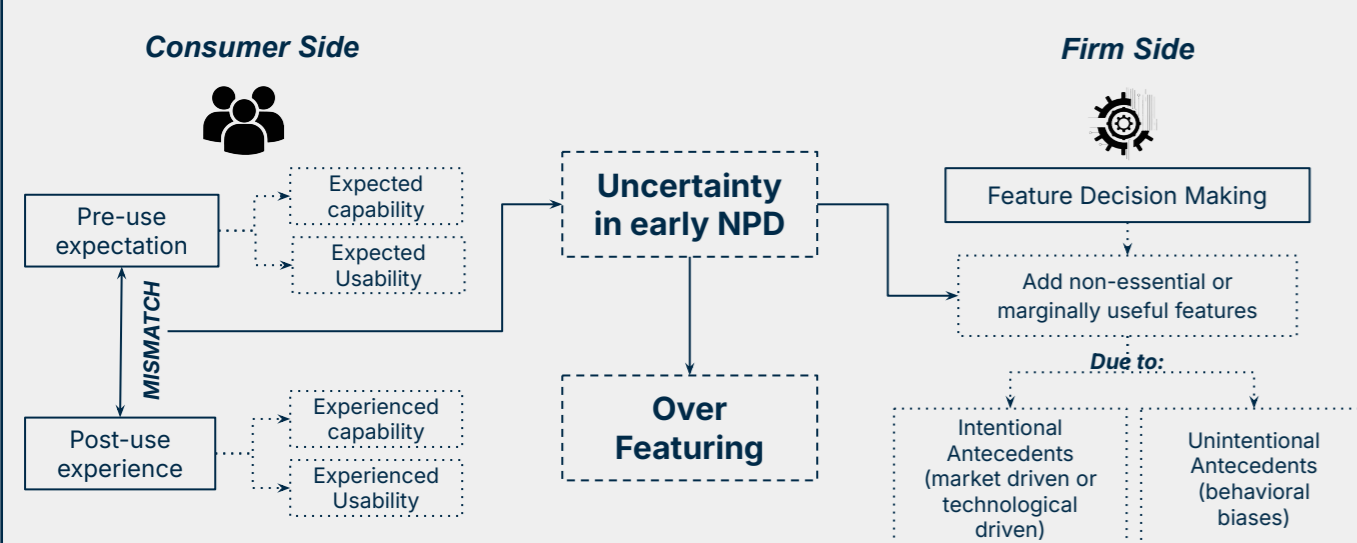 Consumer Side
Firm Side
Pre-use
expectation
Expected
capability
Expected
Usability
MISMATCH
Post-use
experience
Experienced
capability
Experienced
Usability
Uncertainty
in early NPD
Over
Featuring
Feature Decision Making
Add non-essential or
marginally useful features
Due to:
Intentional
Antecedents
(market driven or
technological
driven)
Unintentional
Antecedents
(behavioral
biases)